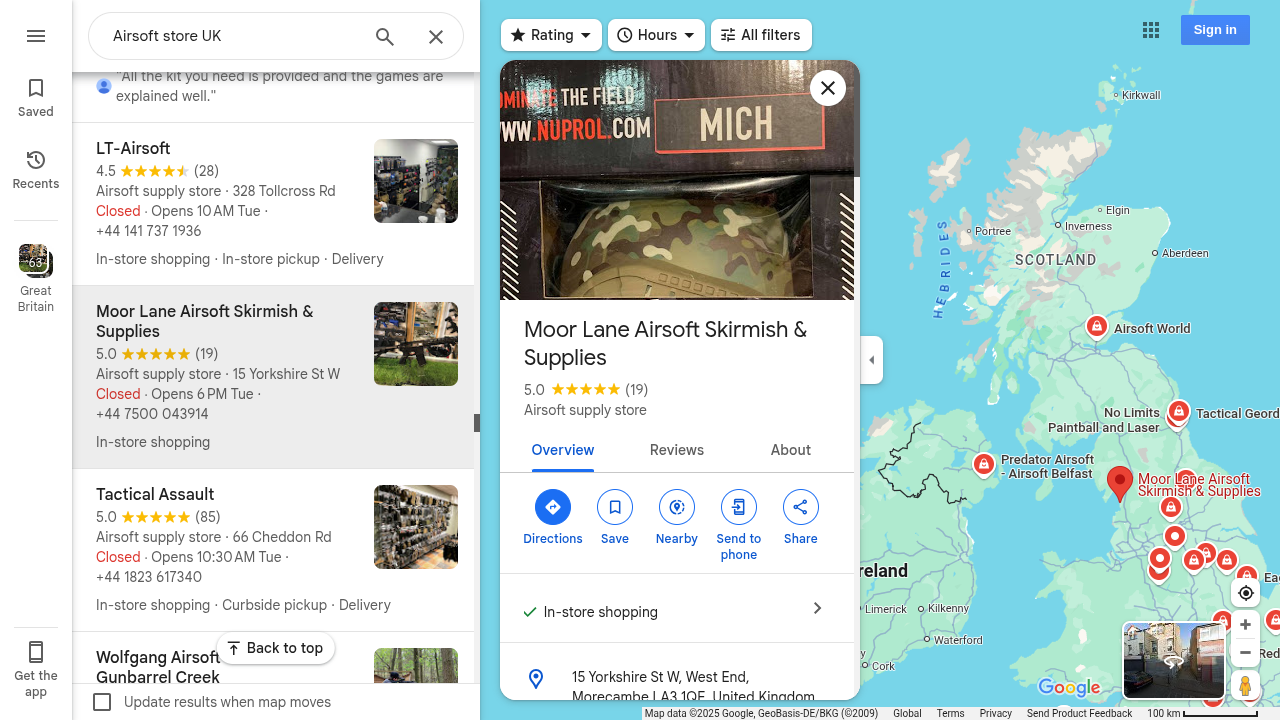 Airsoft store UK
Saved
Recents
63
Great
Britain
Get the
app
"All the kit you need is provided and the games are
explained well."
LT-Airsoft
4.5 (28)
Airsoft supply store · 328 Tollcross Rd
Closed · Opens 10 AM Tue ·
+44 141 737 1936
In-store shopping · In-store pickup · Delivery
Moor Lane Airsoft Skirmish &
Supplies
5.0 (19)
Airsoft supply store · 15 Yorkshire St W
Closed · Opens 6 PM Tue ·
+44 7500 043914
In-store shopping
Tactical Assault
5.0 (85)
Airsoft supply store · 66 Cheddon Rd
Closed · Opens 10:30 AM Tue ·
+44 1823 617340
In-store shopping · Curbside pickup · Delivery
Wolfgang Airsoft
Gunbarrel Creek
Back to top
Update results when map moves
Rating
Hours
All filters
Sign in
OMINATE THE FIELD
WWW.NUPROL.COM
MICH
Moor Lane Airsoft Skirmish &
Supplies
5.0 (19)
Airsoft supply store
Overview
Reviews
About
Directions
Save
Nearby
Send to
phone
Share
In-store shopping
15 Yorkshire St W, West End,
Morecambe LA3 1QE, United Kingdom
Kirkwall
Elgin
Inverness
Portree
Aberdeen
SCOTLAND
HEBRIDES
Airsoft World
No Limits
Paintball and Laser
Tactical Geord
Predator Airsoft
- Airsoft Belfast
Moor Lane Airsoft
Skirmish & Supplies
reland
Limerick
Kilkenny
Waterford
y
Cork
Ea
Red
Google
Map data ©2025 Google, GeoBasis-DE/BKG (©2009)
Global
Terms
Privacy
Send Product Feedback
100 km